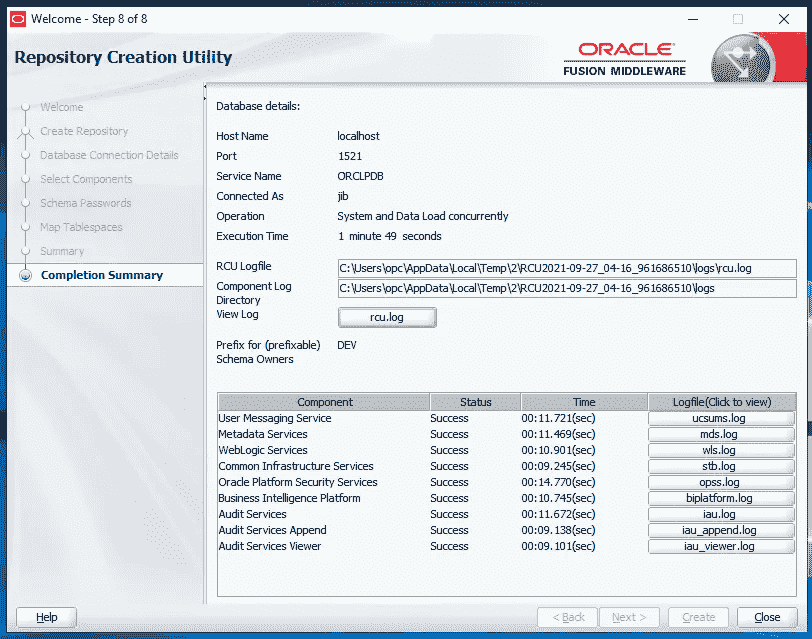 Welcome - Step 8 of 8
Repository Creation Utility
ORACLE
FUSION MIDDLEWARE
Welcome
Create Repository
Database Connection Details
Select Components
Schema Passwords
Map Tablespaces
Summary
Completion Summary
Database details:
Host Name localhost
Port 1521
Service Name ORCLPDB
Connected As jib
Operation System and Data Load concurrently
Execution Time 1 minute 49 seconds
RCU Logfile C:\Users\opc\AppData\Local\Temp\2\RCU2021-09-27_04-16_961686510\logs\rcu.log
Component Log Directory C:\Users\opc\AppData\Local\Temp\2\RCU2021-09-27_04-16_961686510\logs
View Log rcu.log
Prefix for (prefixable) Schema Owners DEV
Component Status Time Logfile(Click to view)
User Messaging Service Success 00:11.721(sec) ucsums.log
Metadata Services Success 00:11.469(sec) mds.log
WebLogic Services Success 00:10.901(sec) wls.log
Common Infrastructure Services Success 00:09.245(sec) stb.log
Oracle Platform Security Services Success 00:14.770(sec) opss.log
Business Intelligence Platform Success 00:10.745(sec) biplatform.log
Audit Services Success 00:11.672(sec) iau.log
Audit Services Append Success 00:09.138(sec) iau_append.log
Audit Services Viewer Success 00:09.101(sec) iau_viewer.log
Help < Back Next > Create Close